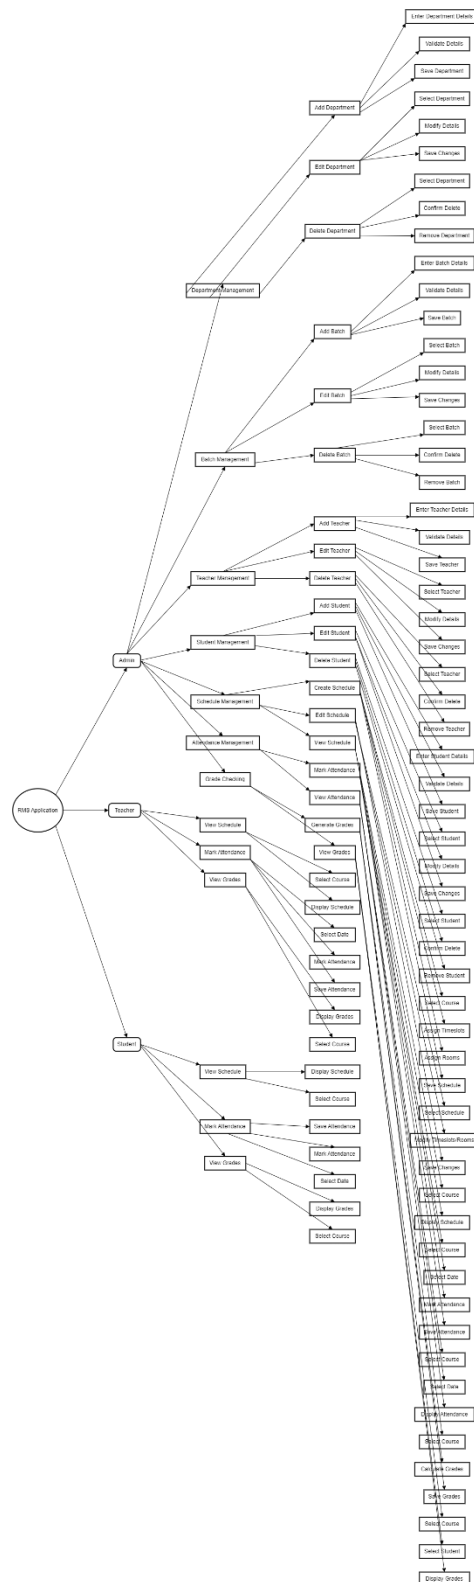 Enter Department Details
Validate Details
Save Department
Select Department
Add Department
Modify Details
Edit Department
Save Changes
Select Department
Confirm Delete
Delete Department
Remove Department
Enter Batch Details
Department Management
Validate Details
Save Batch
Add Batch
Select Batch
Modify Details
Edit Batch
Save Changes
Select Batch
Batch Management
Delete Batch
Confirm Delete
Remove Batch
Enter Teacher Details
Add Teacher
Validate Details
Edit Teacher
Save Teacher
Teacher Management
Delete Teacher
Select Teacher
Add Student
Modify Details
Student Management
Edit Student
Save Changes
Admin
Delete Student
Select Teacher
Schedule Management
Create Schedule
Confirm Delete
Edit Schedule
Remove Teacher
Attendance Management
View Schedule
Enter Student Details
Grade Checking
Mark Attendance
Validate Details
View Attendance
Save Student
RMS Application
Teacher
View Schedule
Generate Grades
Select Student
Mark Attendance
View Grades
Modify Details
View Grades
Select Course
Save Changes
Display Schedule
Select Student
Select Date
Confirm Delete
Mark Attendance
Remove Student
Save Attendance
Select Course
Display Grades
Assign Timeslots
Student
Select Course
Assign Rooms
View Schedule
Display Schedule
Save Schedule
Select Course
Select Schedule
Mark Attendance
Save Attendance
Modify Timeslots/Rooms
View Grades
Mark Attendance
Save Changes
Select Date
Select Course
Display Grades
Display Schedule
Select Course
Select Course
Select Date
Mark Attendance
Save Attendance
Select Course
Select Date
Display Attendance
Select Course
Calculate Grades
Save Grades
Select Course
Select Student
Display Grades